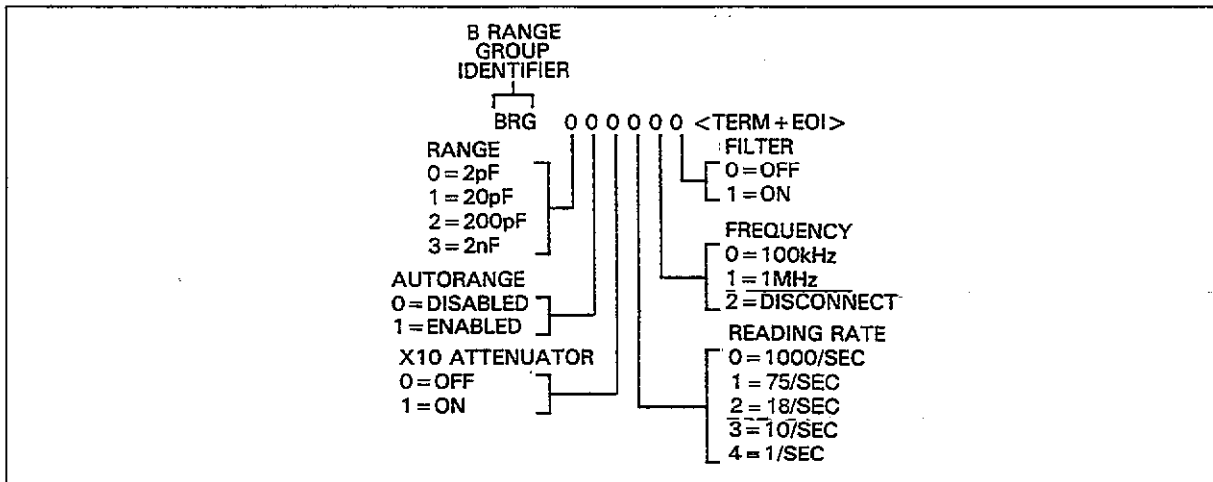 B RANGE
GROUP
IDENTIFIER
BRG 0 0 0 0 0 0 <TERM + EOI>
RANGE
0 = 2pF
1 = 20pF
2 = 200pF
3 = 2nF
AUTORANGE
0 = DISABLED
1 = ENABLED
X10 ATTENUATOR
0 = OFF
1 = ON
FILTER
0 = OFF
1 = ON
FREQUENCY
0 = 100kHz
1 = 1MHz
2 = DISCONNECT
READING RATE
0 = 1000/SEC
1 = 75/SEC
2 = 18/SEC
3 = 10/SEC
4 = 1/SEC